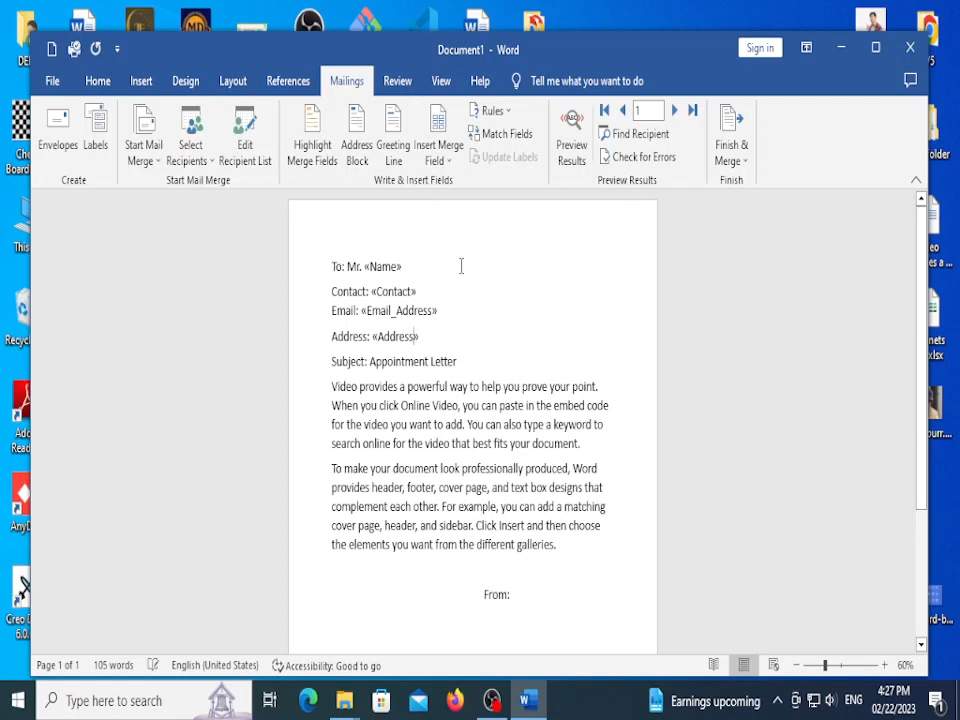 Document1 - Word
Sign in
File Home Insert Design Layout References Mailings Review View Help Tell me what you want to do
Envelopes
Labels
Create
Start Mail
Merge
Select
Recipients
Edit
Recipient List
Start Mail Merge
Highlight
Merge Fields
Address
Block
Greeting
Line
Insert Merge
Field
Rules
Match Fields
Update Labels
Write & Insert Fields
«ABC»
Preview
Results
1
Find Recipient
Check for Errors
Preview Results
Finish &
Merge
Finish
To: Mr. «Name»
Contact: «Contact»
Email: «Email_Address»
Address: «Address»
Subject: Appointment Letter
Video provides a powerful way to help you prove your point.
When you click Online Video, you can paste in the embed code
for the video you want to add. You can also type a keyword to
search online for the video that best fits your document.
To make your document look professionally produced, Word
provides header, footer, cover page, and text box designs that
complement each other. For example, you can add a matching
cover page, header, and sidebar. Click Insert and then choose
the elements you want from the different galleries.
From:
Page 1 of 1 105 words English (United States) Accessibility: Good to go 60%
Type here to search
Earnings upcoming
ENG
4:27 PM
02/22/2023
1